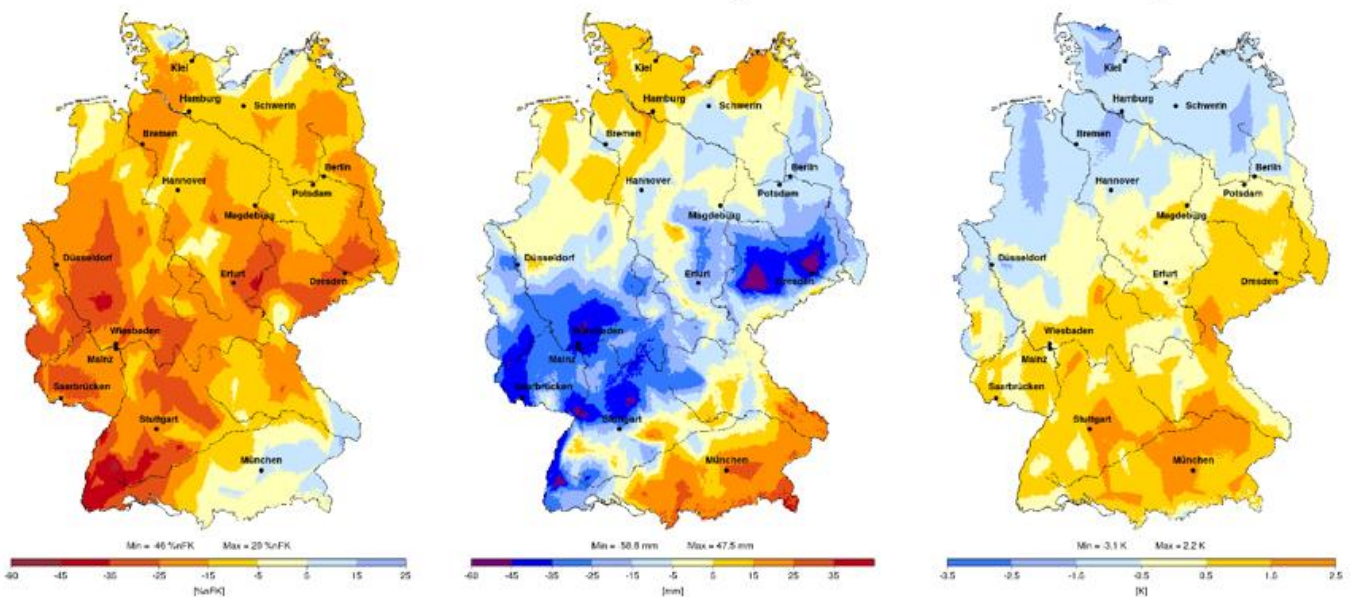 Kiel
Hamburg
Schwerin
Bremen
Berlin
Hannover
Potsdam
Magdeburg
Düsseldorf
Erfurt
Dresden
Wiesbaden
Mainz
Saarbrücken
Stuttgart
München
Min = -46 %nFK Max = %nFK
-60 -45 -35 -25 -15 -5 5 15 25
[%nFK]
Kiel
Hamburg
Schwerin
Bremen
Berlin
Hannover
Potsdam
Magdeburg
Düsseldorf
Erfurt
Dresden
Wiesbaden
Mainz
Saarbrücken
Stuttgart
München
Min = -58.8 mm Max = 47.5 mm
-60 -45 -35 -25 -15 -5 5 15 25 35
[mm]
Kiel
Hamburg
Schwerin
Bremen
Berlin
Hannover
Potsdam
Magdeburg
Düsseldorf
Erfurt
Dresden
Wiesbaden
Mainz
Saarbrücken
Stuttgart
München
Min = -3.1 K Max = 2.2 K
-3.5 -2.5 -1.5 -0.5 0.5 1.5 2.5
[K]